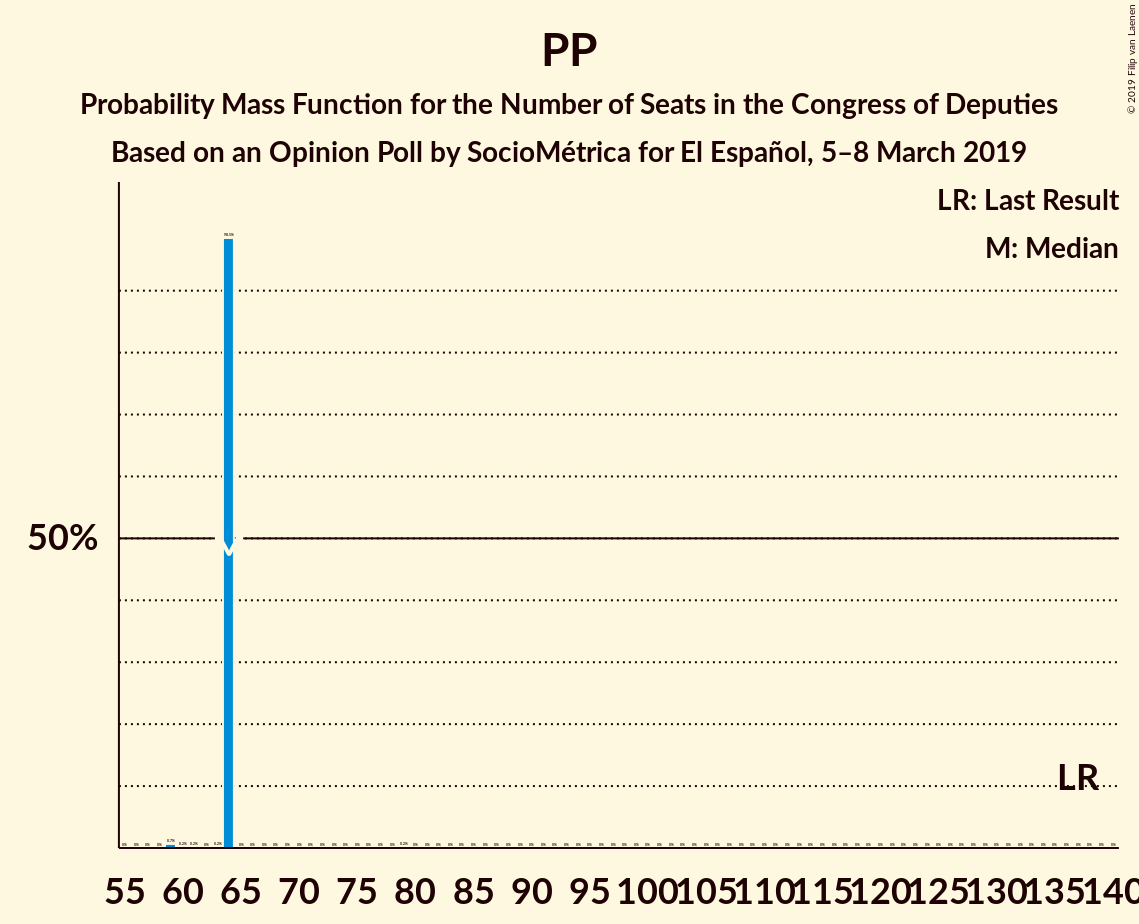 PP
Probability Mass Function for the Number of Seats in the Congress of Deputies
Based on an Opinion Poll by SocioMétrica for El Español, 5–8 March 2019
© 2019 Filip van Laenen
LR: Last Result
M: Median
50%
M
LR
55 60 65 70 75 80 85 90 95 100 105 110 115 120 125 130 135 140